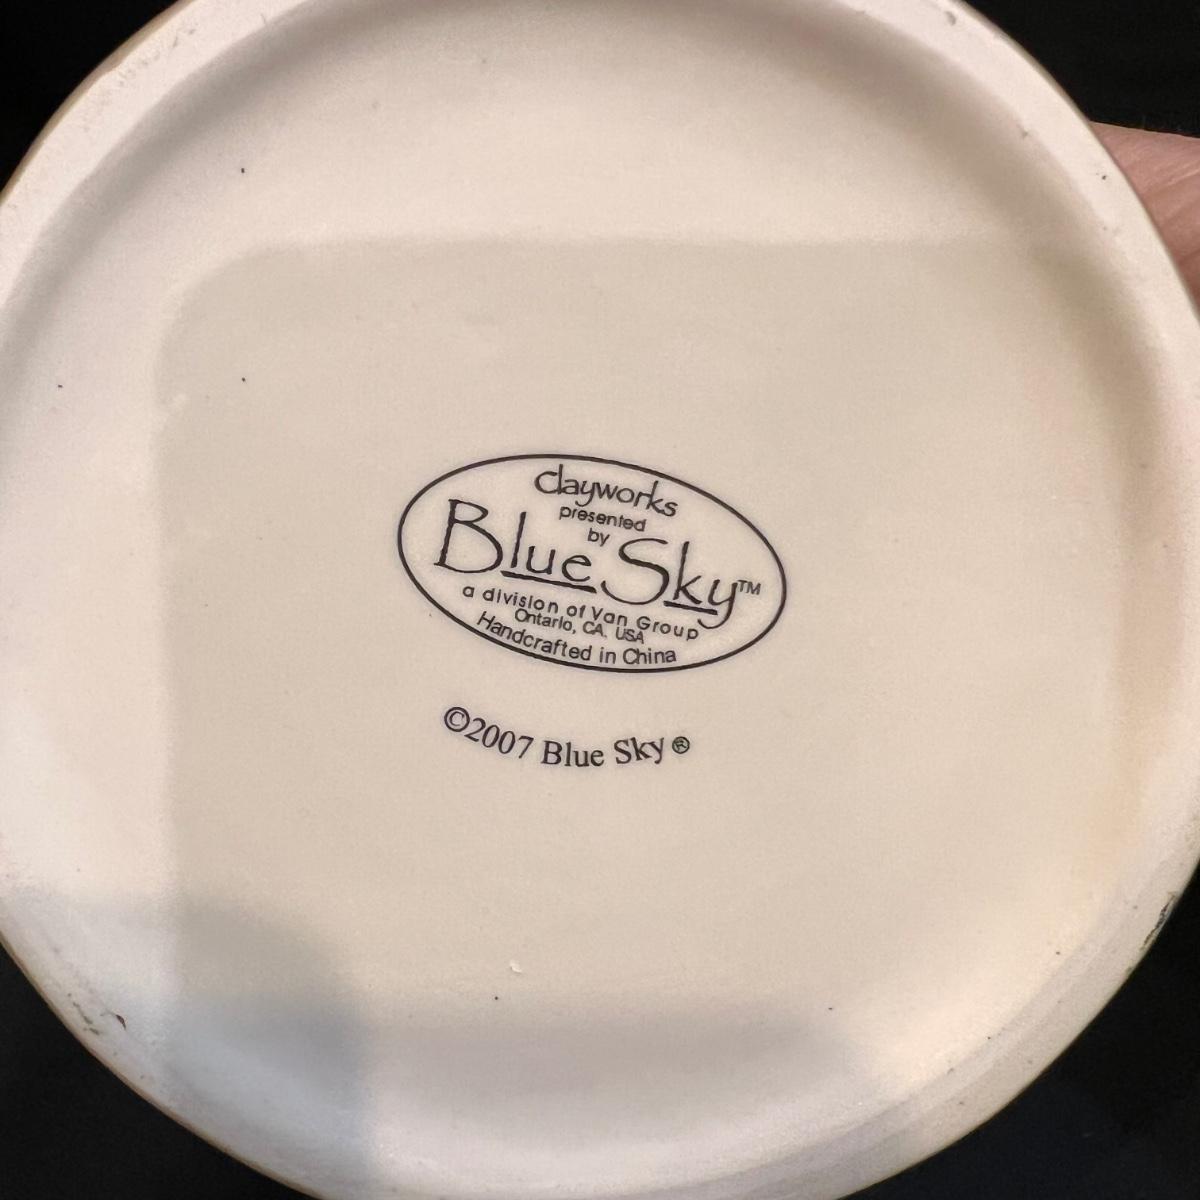 clayworks
presented
by
Blue Sky™
a division of Van Group
Ontario, CA. USA
Handcrafted in China
©2007 Blue Sky®